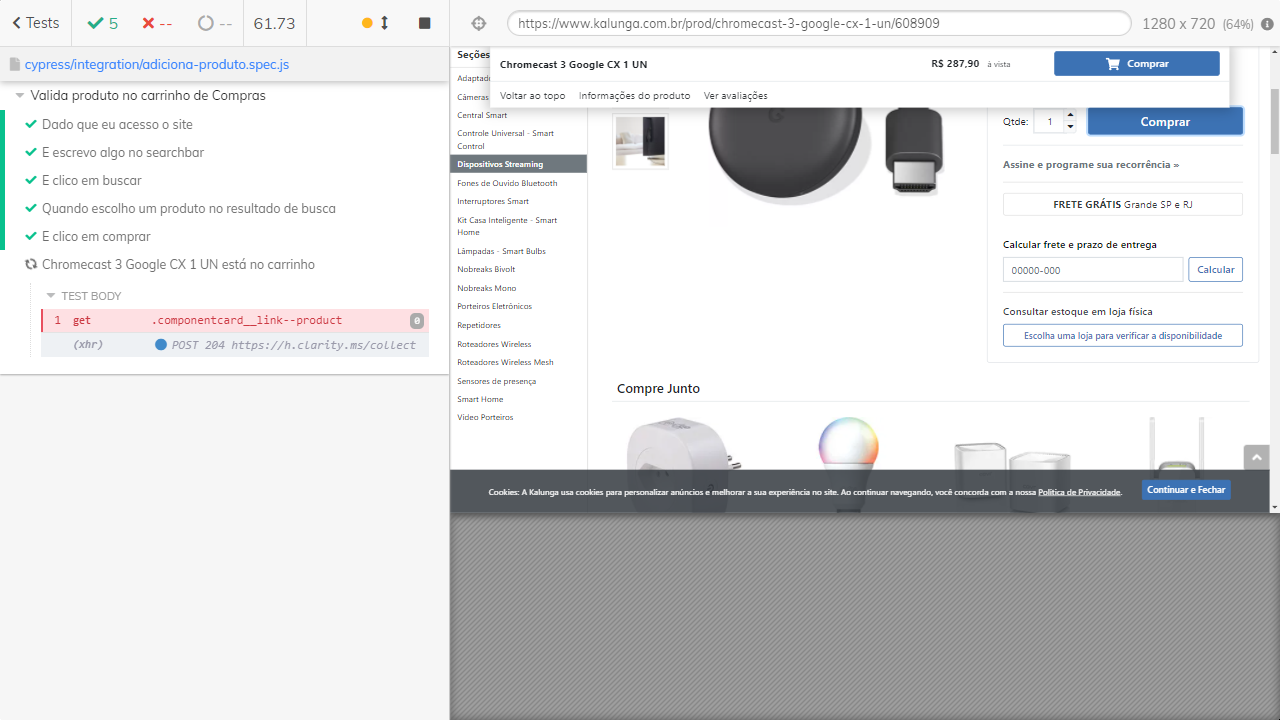 Tests
5
--
--
61.73
https://www.kalunga.com.br/prod/chromecast-3-google-cx-1-un/608909
1280 x 720 (64%)
cypress/integration/adiciona-produto.spec.js
Valida produto no carrinho de Compras
Dado que eu acesso o site
E escrevo algo no searchbar
E clico em buscar
Quando escolho um produto no resultado de busca
E clico em comprar
Chromecast 3 Google CX 1 UN está no carrinho
TEST BODY
1 get .componentcard__link--product 0
(xhr) POST 204 https://h.clarity.ms/collect
Seções
Chromecast 3 Google CX 1 UN
R$ 287,90 à vista
Comprar
Voltar ao topo Informações do produto Ver avaliações
Câmeras
Central Smart
Controle Universal - Smart
Control
Dispositivos Streaming
Fones de Ouvido Bluetooth
Interruptores Smart
Kit Casa Inteligente - Smart
Home
Lâmpadas - Smart Bulbs
Nobreaks Bivolt
Nobreaks Mono
Porteiros Eletrônicos
Repetidores
Roteadores Wireless
Roteadores Wireless Mesh
Sensores de presença
Smart Home
Vídeo Porteiros
Qtde: 1
Comprar
Assine e programe sua recorrência »
FRETE GRÁTIS Grande SP e RJ
Calcular frete e prazo de entrega
00000-000
Calcular
Consultar estoque em loja física
Escolha uma loja para verificar a disponibilidade
Compre Junto
Cookies: A Kalunga usa cookies para personalizar anúncios e melhorar a sua experiência no site. Ao continuar navegando, você concorda com a nossa Política de Privacidade.
Continuar e Fechar